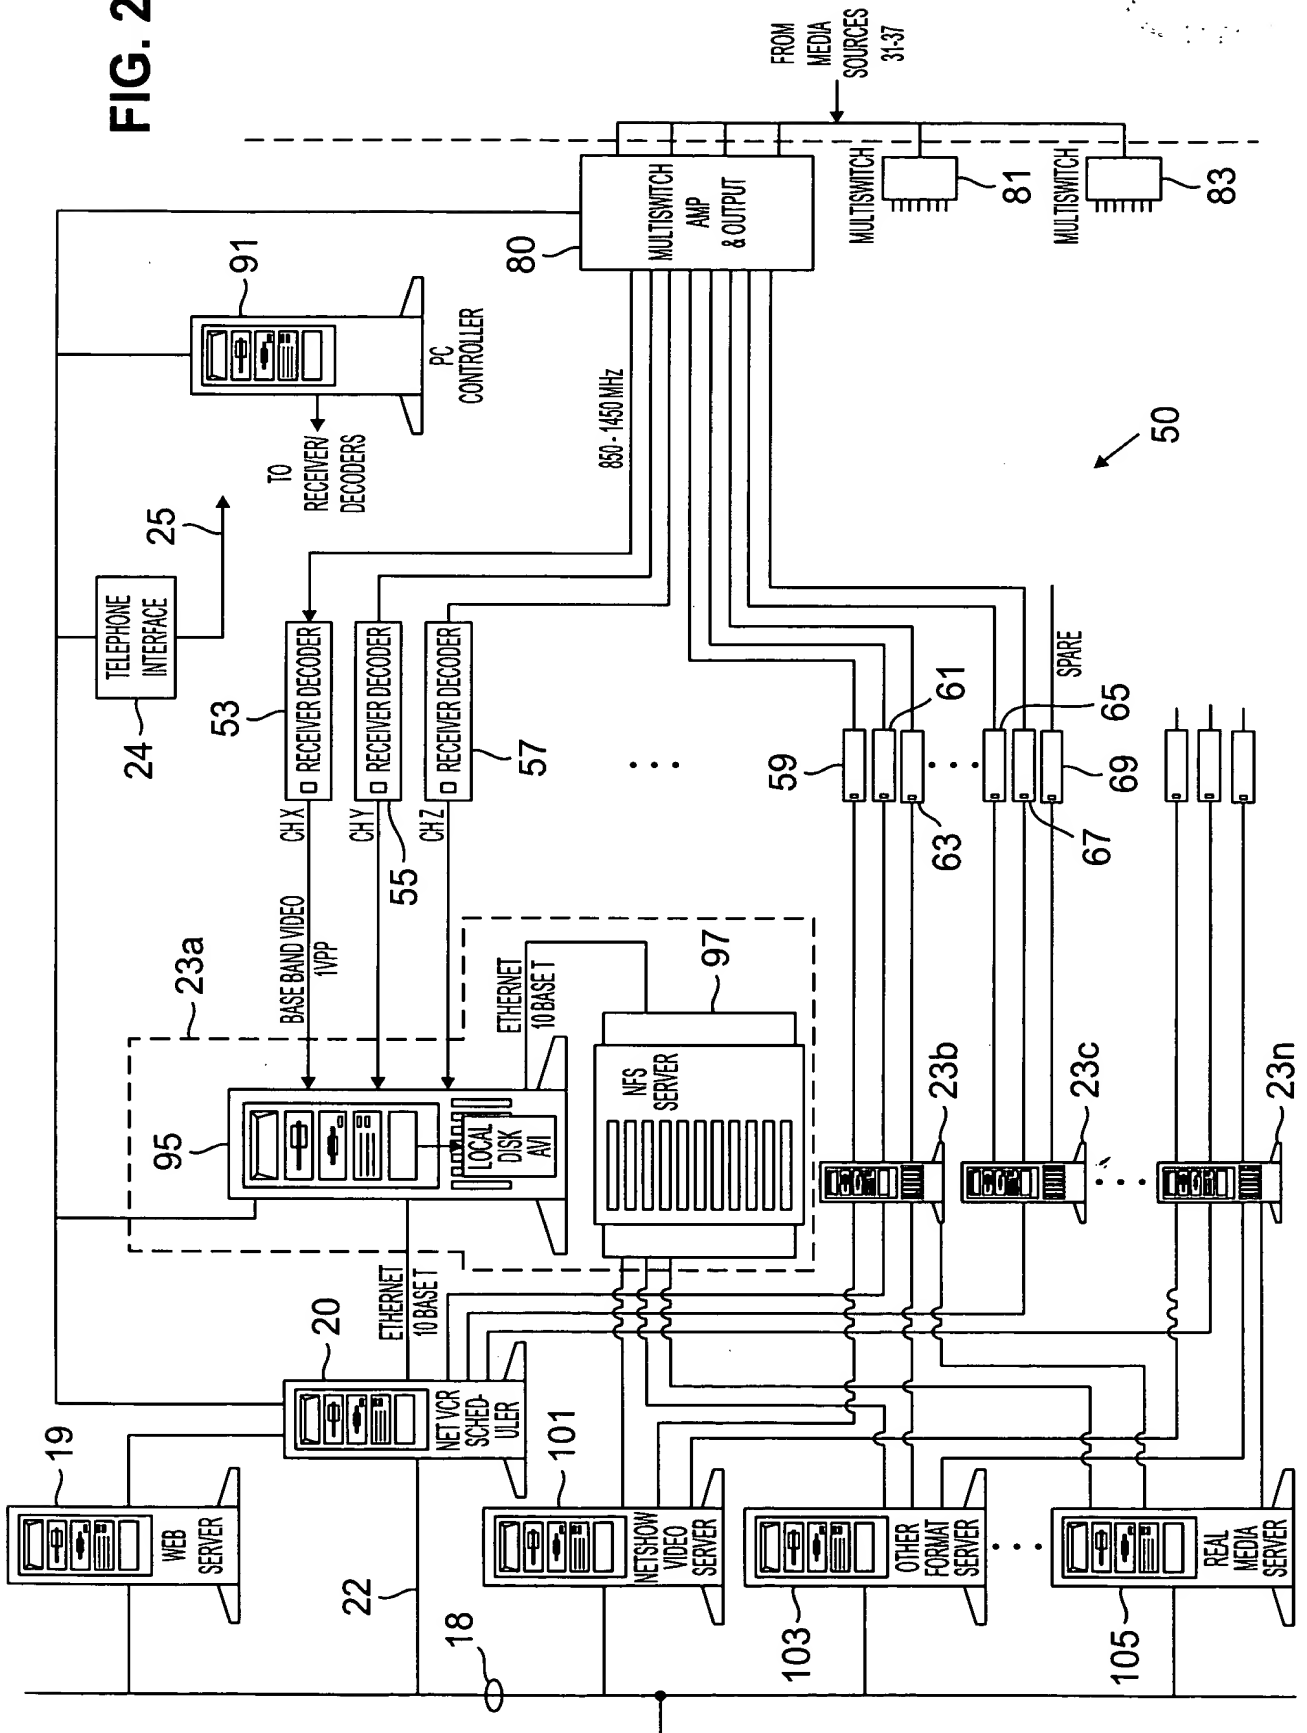 FIG. 2
FROM
MEDIA
SOURCES
31-37
MULTISWITCH
81
MULTISWITCH
83
80
MULTISWITCH
AMP
& OUTPUT
91
PC
CONTROLLER
TO
RECEIVER/
DECODERS
850 - 1450 MHz
50
25
TELEPHONE
INTERFACE
24
53
RECEIVER DECODER
RECEIVER DECODER
RECEIVER DECODER
57
CH X
CH Y
55
CH Z
59
61
63
65
67
69
SPARE
BASE BAND VIDEO
1VPP
23a
ETHERNET
10 BASE T
97
NFS
SERVER
95
LOCAL
DISK
AVI
23b
23c
23n
ETHERNET
10 BASE T
20
NET VCR
SCHED-
ULER
19
WEB
SERVER
22
18
101
NETSHOW
VIDEO
SERVER
103
OTHER
FORMAT
SERVER
105
REAL
MEDIA
SERVER